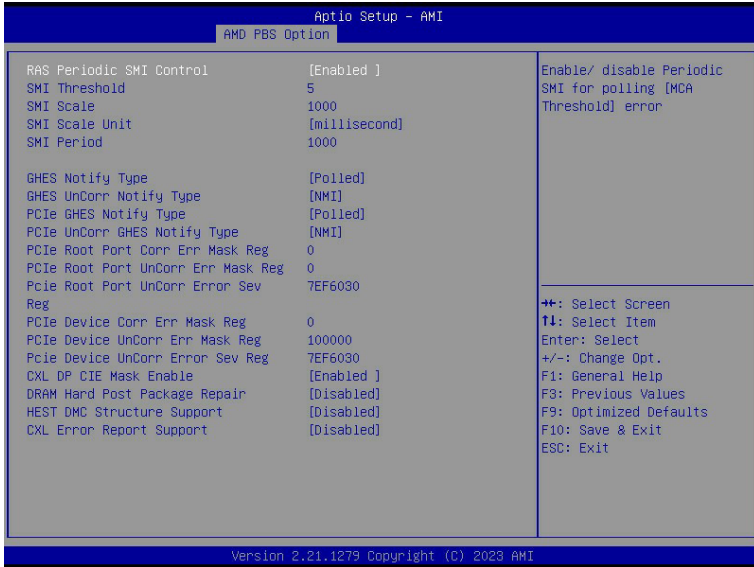 Aptio Setup - AMI
AMD PBS Option
RAS Periodic SMI Control [Enabled ]
SMI Threshold 5
SMI Scale 1000
SMI Scale Unit [millisecond]
SMI Period 1000
GHES Notify Type [Polled]
GHES UnCorr Notify Type [NMI]
PCIe GHES Notify Type [Polled]
PCIe UnCorr GHES Notify Type [NMI]
PCIe Root Port Corr Err Mask Reg 0
PCIe Root Port UnCorr Err Mask Reg 0
Pcie Root Port UnCorr Error Sev 7EF6030
Reg
PCIe Device Corr Err Mask Reg 0
PCIe Device UnCorr Err Mask Reg 100000
Pcie Device UnCorr Error Sev Reg 7EF6030
CXL DP CIE Mask Enable [Enabled ]
DRAM Hard Post Package Repair [Disabled]
HEST DMC Structure Support [Disabled]
CXL Error Report Support [Disabled]
Enable/ disable Periodic
SMI for polling [MCA
Threshold] error
→←: Select Screen
↑↓: Select Item
Enter: Select
+/-: Change Opt.
F1: General Help
F3: Previous Values
F9: Optimized Defaults
F10: Save & Exit
ESC: Exit
Version 2.21.1279 Copyright (C) 2023 AMI